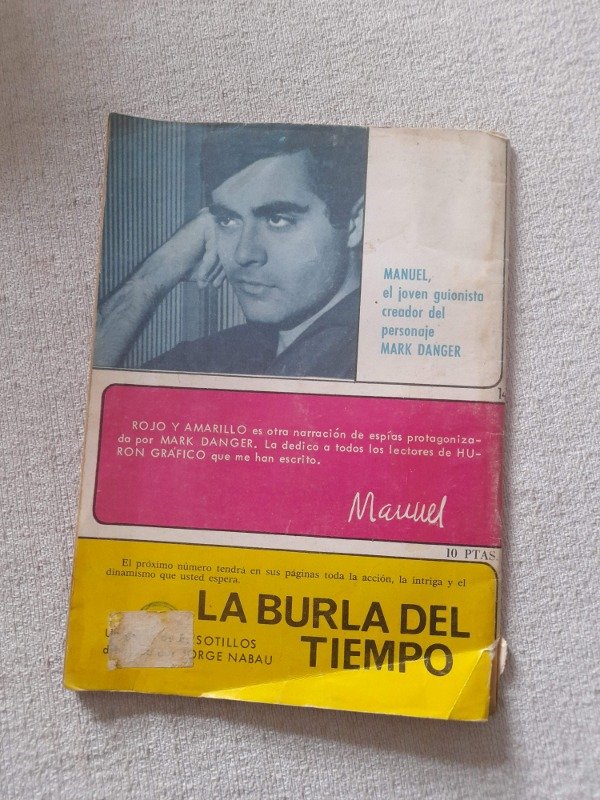 MANUEL,
el joven guionista
creador del
personaje
MARK DANGER
ROJO Y AMARILLO es otra narración de espías protagoniza-
da por MARK DANGER. La dedicó a todos los lectores de HU-
RON GRÁFICO que me han escrito.
Manuel
10 PTAS
El próximo número tendrá en sus páginas toda la acción, la intriga y el
dinamismo que usted espera.
LA BURLA DEL
TIEMPO
SOTILLOS
JORGE NABAU